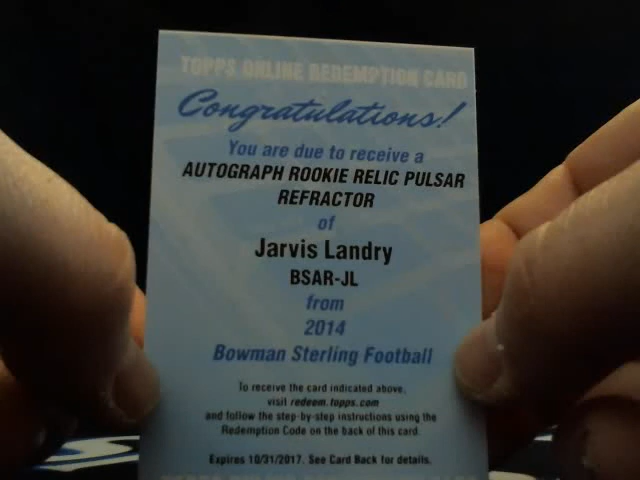 TOPPS ONLINE REDEMPTION CARD
Congratulations!
You are due to receive a
AUTOGRAPH ROOKIE RELIC PULSAR
REFRACTOR
of
Jarvis Landry
BSAR-JL
from
2014
Bowman Sterling Football
To receive the card indicated above,
visit redeem.topps.com
and follow the step-by-step instructions using the
Redemption Code on the back of this card.
Expires 10/31/2017. See Card Back for details.